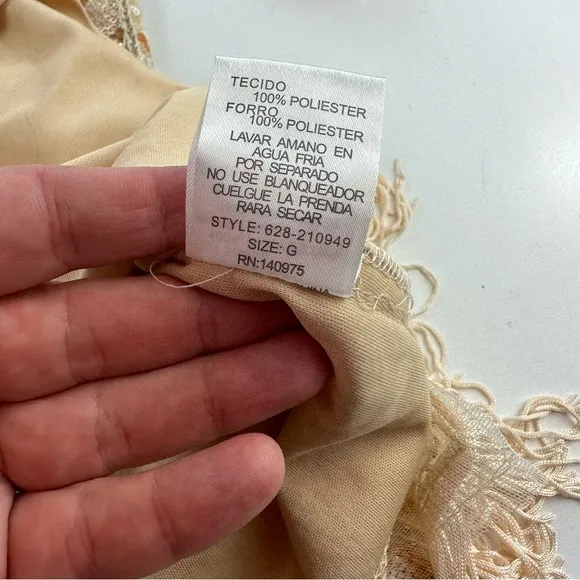 TECIDO
100% POLIESTER
FORRO
100% POLIESTER
LAVAR AMANO EN
AGUA FRIA
POR SEPARADO
NO USE BLANQUEADOR
CUELGUE LA PRENDA
RARA SECAR
STYLE: 628-210949
SIZE: G
RN:140975